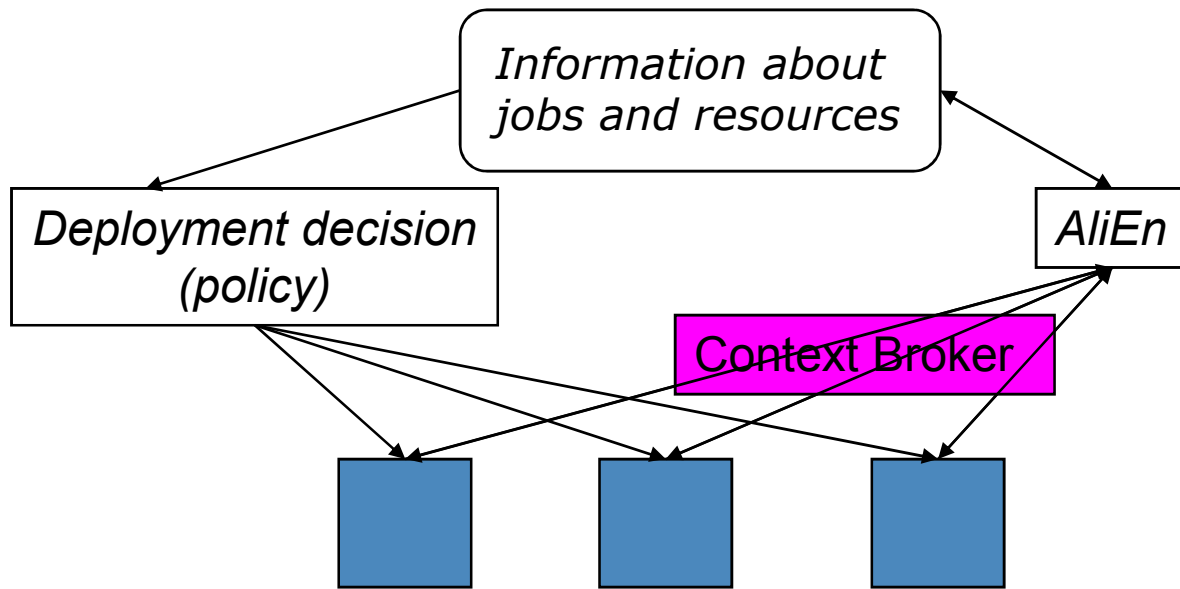 Information about
jobs and resources
Deployment decision
(policy)
AliEn
Context Broker